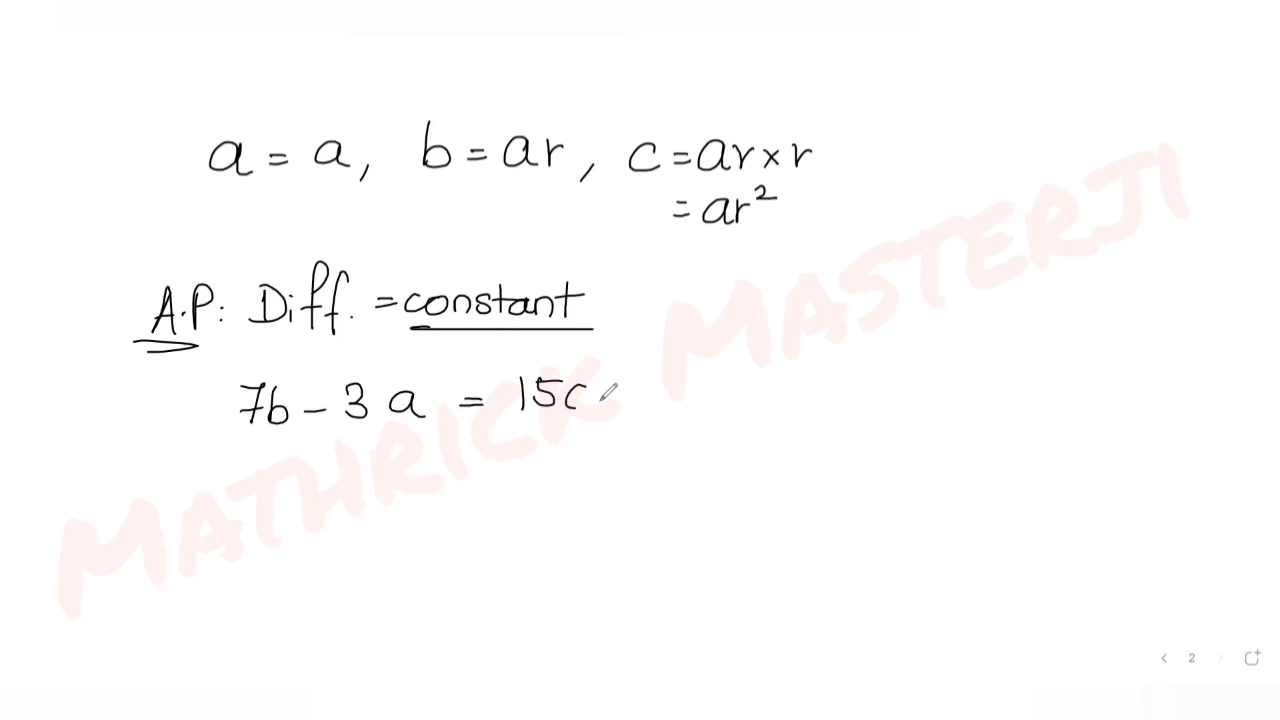 a = a, b = ar, c = ar × r
= ar²
A.P: Diff. = constant
7b - 3a = 15c
MATHRICK MASTERJI
< 2 >